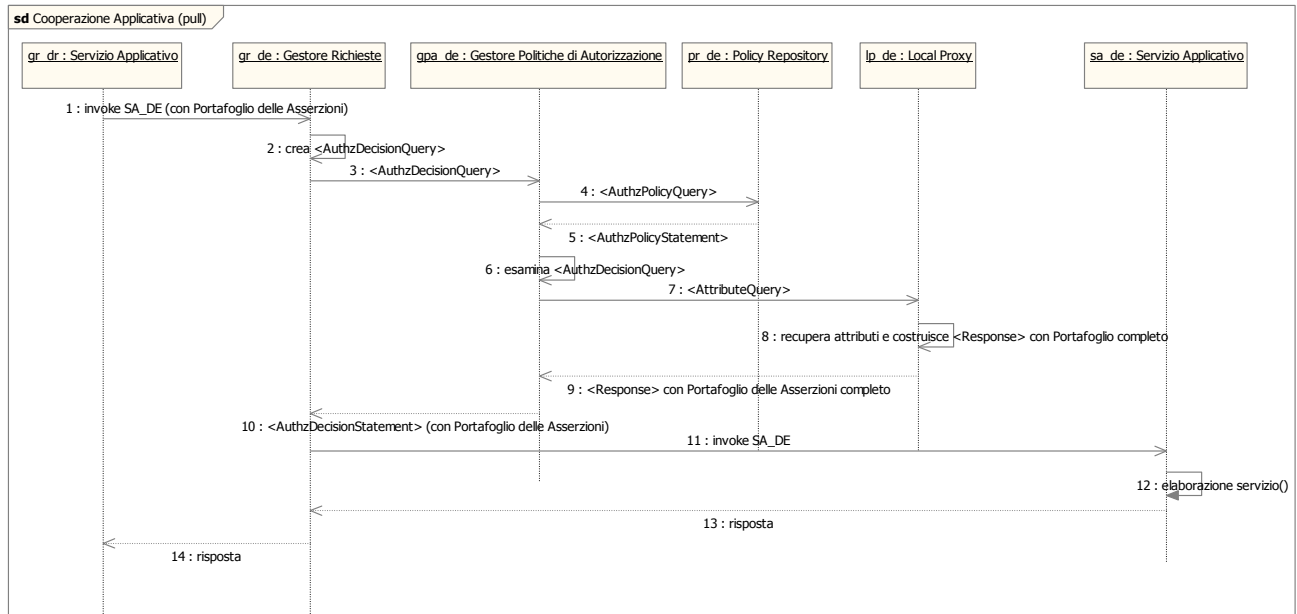 sd Cooperazione Applicativa (pull)
gr_dr : Servizio Applicativo
gr_de : Gestore Richieste
gpa_de : Gestore Politiche di Autorizzazione
pr_de : Policy Repository
lp_de : Local Proxy
sa_de : Servizio Applicativo
1 : invoke SA_DE (con Portafoglio delle Asserzioni)
2 : crea <AuthzDecisionQuery>
3 : <AuthzDecisionQuery>
4 : <AuthzPolicyQuery>
5 : <AuthzPolicyStatement>
6 : esamina <AuthzDecisionQuery>
7 : <AttributeQuery>
8 : recupera attributi e costruisce <Response> con Portafoglio completo
9 : <Response> con Portafoglio delle Asserzioni completo
10 : <AuthzDecisionStatement> (con Portafoglio delle Asserzioni)
11 : invoke SA_DE
12 : elaborazione servizio()
13 : risposta
14 : risposta